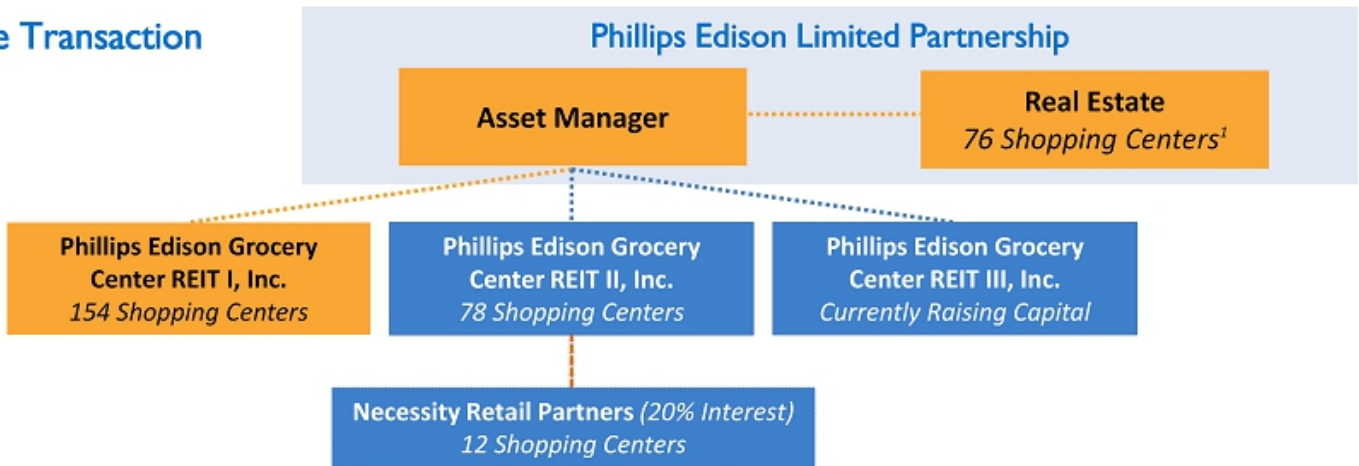 e Transaction
Phillips Edison Limited Partnership
Asset Manager
Real Estate
76 Shopping Centers¹
Phillips Edison Grocery
Center REIT I, Inc.
154 Shopping Centers
Phillips Edison Grocery
Center REIT II, Inc.
78 Shopping Centers
Phillips Edison Grocery
Center REIT III, Inc.
Currently Raising Capital
Necessity Retail Partners (20% Interest)
12 Shopping Centers